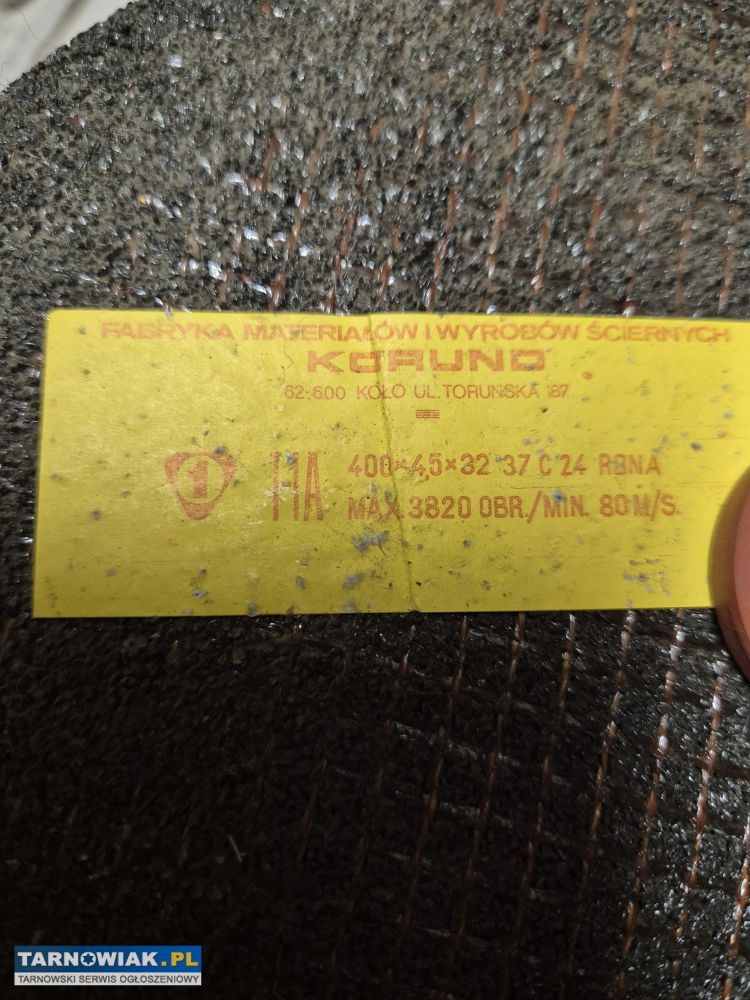 FABRYKA MATERIAŁÓW I WYROBÓW ŚCIERNYCH
KORUND
62-600 KOŁO UL. TORUŃSKA 187
1
T1A 400×4,5×32 37 C 24 RBNA
MAX 3820 OBR./MIN. 80 M/S.
TARNOWIAK.PL
TARNOWSKI SERWIS OGŁOSZENIOWY